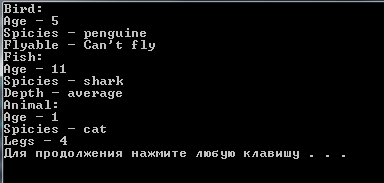 Bird:
Age - 5
Spicies - penguine
Flyable - Can't fly
Fish:
Age - 11
Spicies - shark
Depth - average
Animal:
Age - 1
Spicies - cat
Legs - 4
Для продолжения нажмите любую клавишу . . .